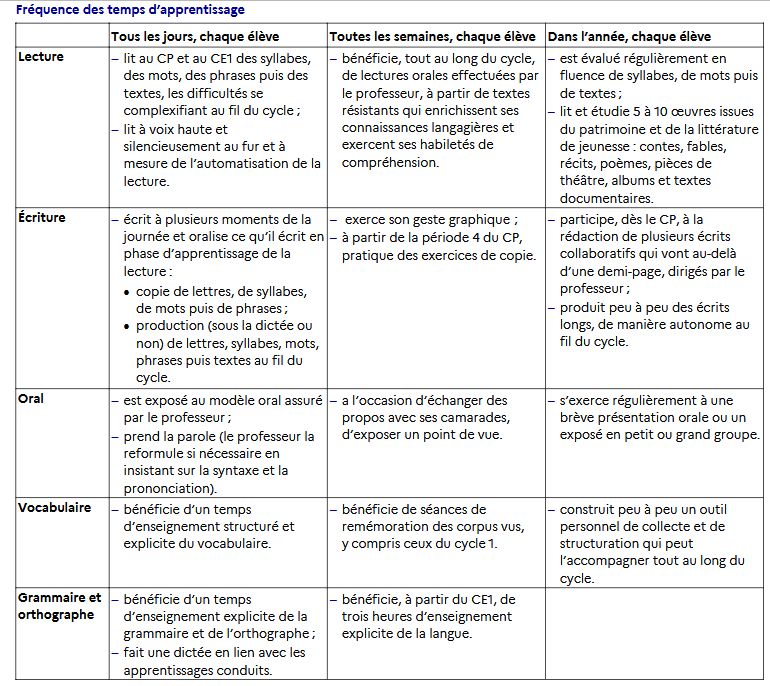 Fréquence des temps d’apprentissage
Tous les jours, chaque élève
Toutes les semaines, chaque élève
Dans l’année, chaque élève
Lecture
– lit au CP et au CE1 des syllabes,
des mots, des phrases puis des
textes, les difficultés se
complexifiant au fil du cycle ;
– lit à voix haute et
silencieusement au fur et à
mesure de l’automatisation de la
lecture.
– bénéficie, tout au long du cycle,
de lectures orales effectuées par
le professeur, à partir de textes
résistants qui enrichissent ses
connaissances langagières et
exercent ses habiletés de
compréhension.
– est évalué régulièrement en
fluence de syllabes, de mots puis
de textes ;
– lit et étudie 5 à 10 œuvres issues
du patrimoine et de la littérature
de jeunesse : contes, fables,
récits, poèmes, pièces de
théâtre, albums et textes
documentaires.
Écriture
– écrit à plusieurs moments de la
journée et oralise ce qu’il écrit en
phase d’apprentissage de la
lecture :
• copie de lettres, de syllabes,
de mots puis de phrases ;
• production (sous la dictée ou
non) de lettres, syllabes, mots,
phrases puis textes au fil du
cycle.
– exerce son geste graphique ;
– à partir de la période 4 du CP,
pratique des exercices de copie.
– participe, dès le CP, à la
rédaction de plusieurs écrits
collaboratifs qui vont au-delà
d’une demi-page, dirigés par le
professeur ;
– produit peu à peu des écrits
longs, de manière autonome au
fil du cycle.
Oral
– est exposé au modèle oral assuré
par le professeur ;
– prend la parole (le professeur la
reformule si nécessaire en
insistant sur la syntaxe et la
prononciation).
– a l’occasion d’échanger des
propos avec ses camarades,
d’exposer un point de vue.
– s’exerce régulièrement à une
brève présentation orale ou un
exposé en petit ou grand groupe.
Vocabulaire
– bénéficie d’un temps
d’enseignement structuré et
explicite du vocabulaire.
– bénéficie de séances de
remémoration des corpus vus,
y compris ceux du cycle 1.
– construit peu à peu un outil
personnel de collecte et de
structuration qui peut
l’accompagner tout au long du
cycle.
Grammaire et
orthographe
– bénéficie d’un temps
d’enseignement explicite de la
grammaire et de l’orthographe ;
– fait une dictée en lien avec les
apprentissages conduits.
– bénéficie, à partir du CE1, de
trois heures d’enseignement
explicite de la langue.